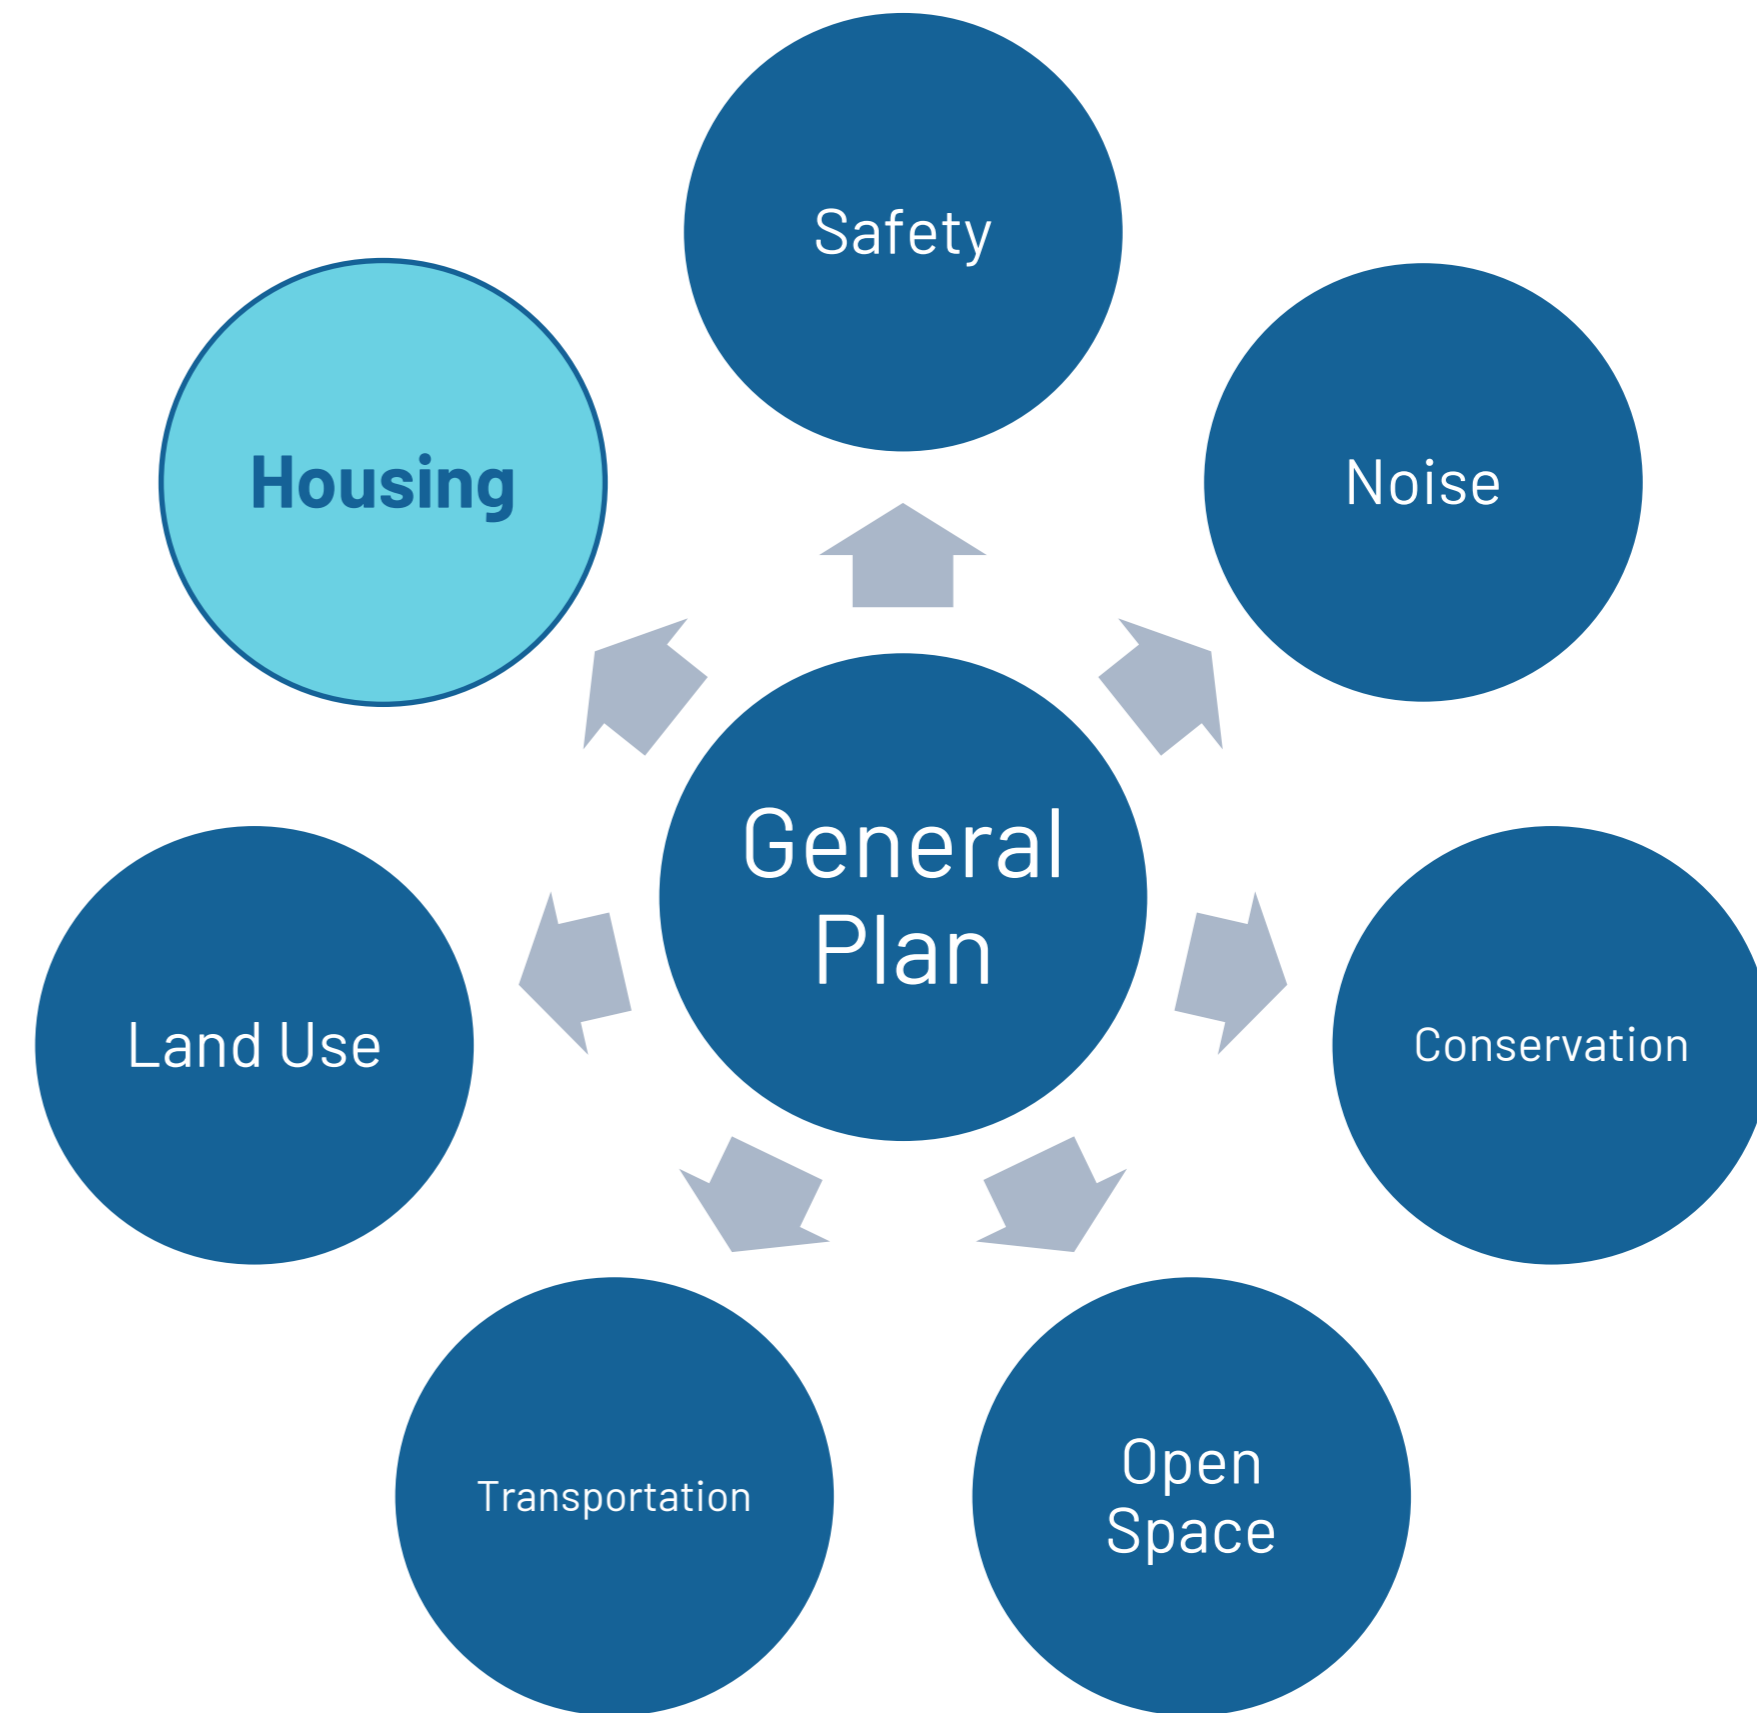 Safety
Housing
Noise
General
Plan
Land Use
Conservation
Transportation
Open
Space